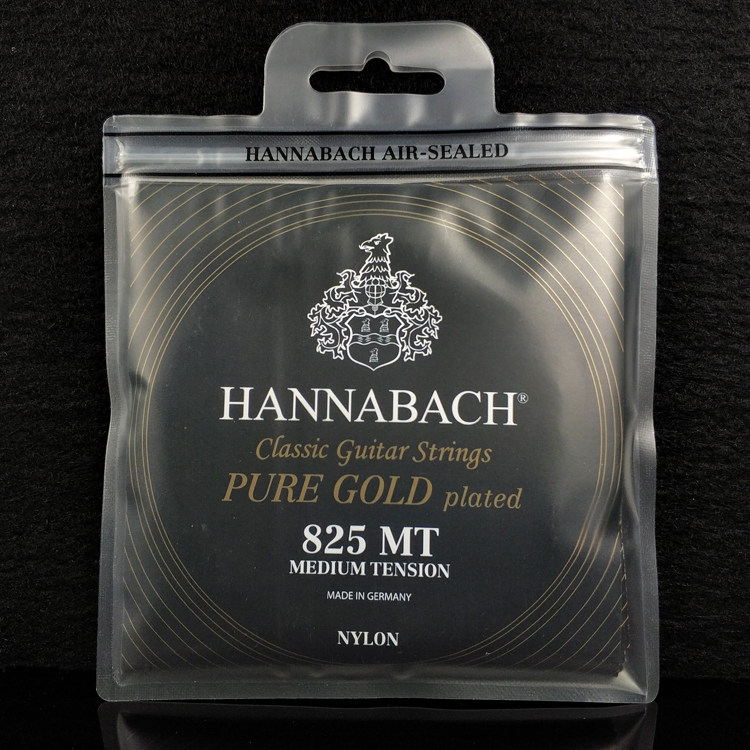 HANNABACH AIR-SEALED
HANNABACH®
Classic Guitar Strings
PURE GOLD plated
825 MT
MEDIUM TENSION
MADE IN GERMANY
NYLON